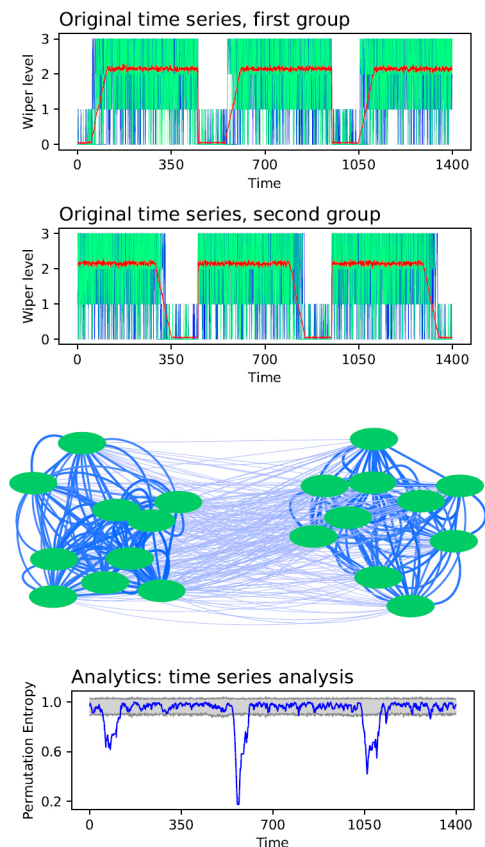 Original time series, first group
3
2
1
0
Wiper level
0 350 700 1050 1400
Time
Original time series, second group
3
2
1
0
Wiper level
0 350 700 1050 1400
Time
Analytics: time series analysis
1.0
0.6
0.2
Permutation Entropy
0 350 700 1050 1400
Time